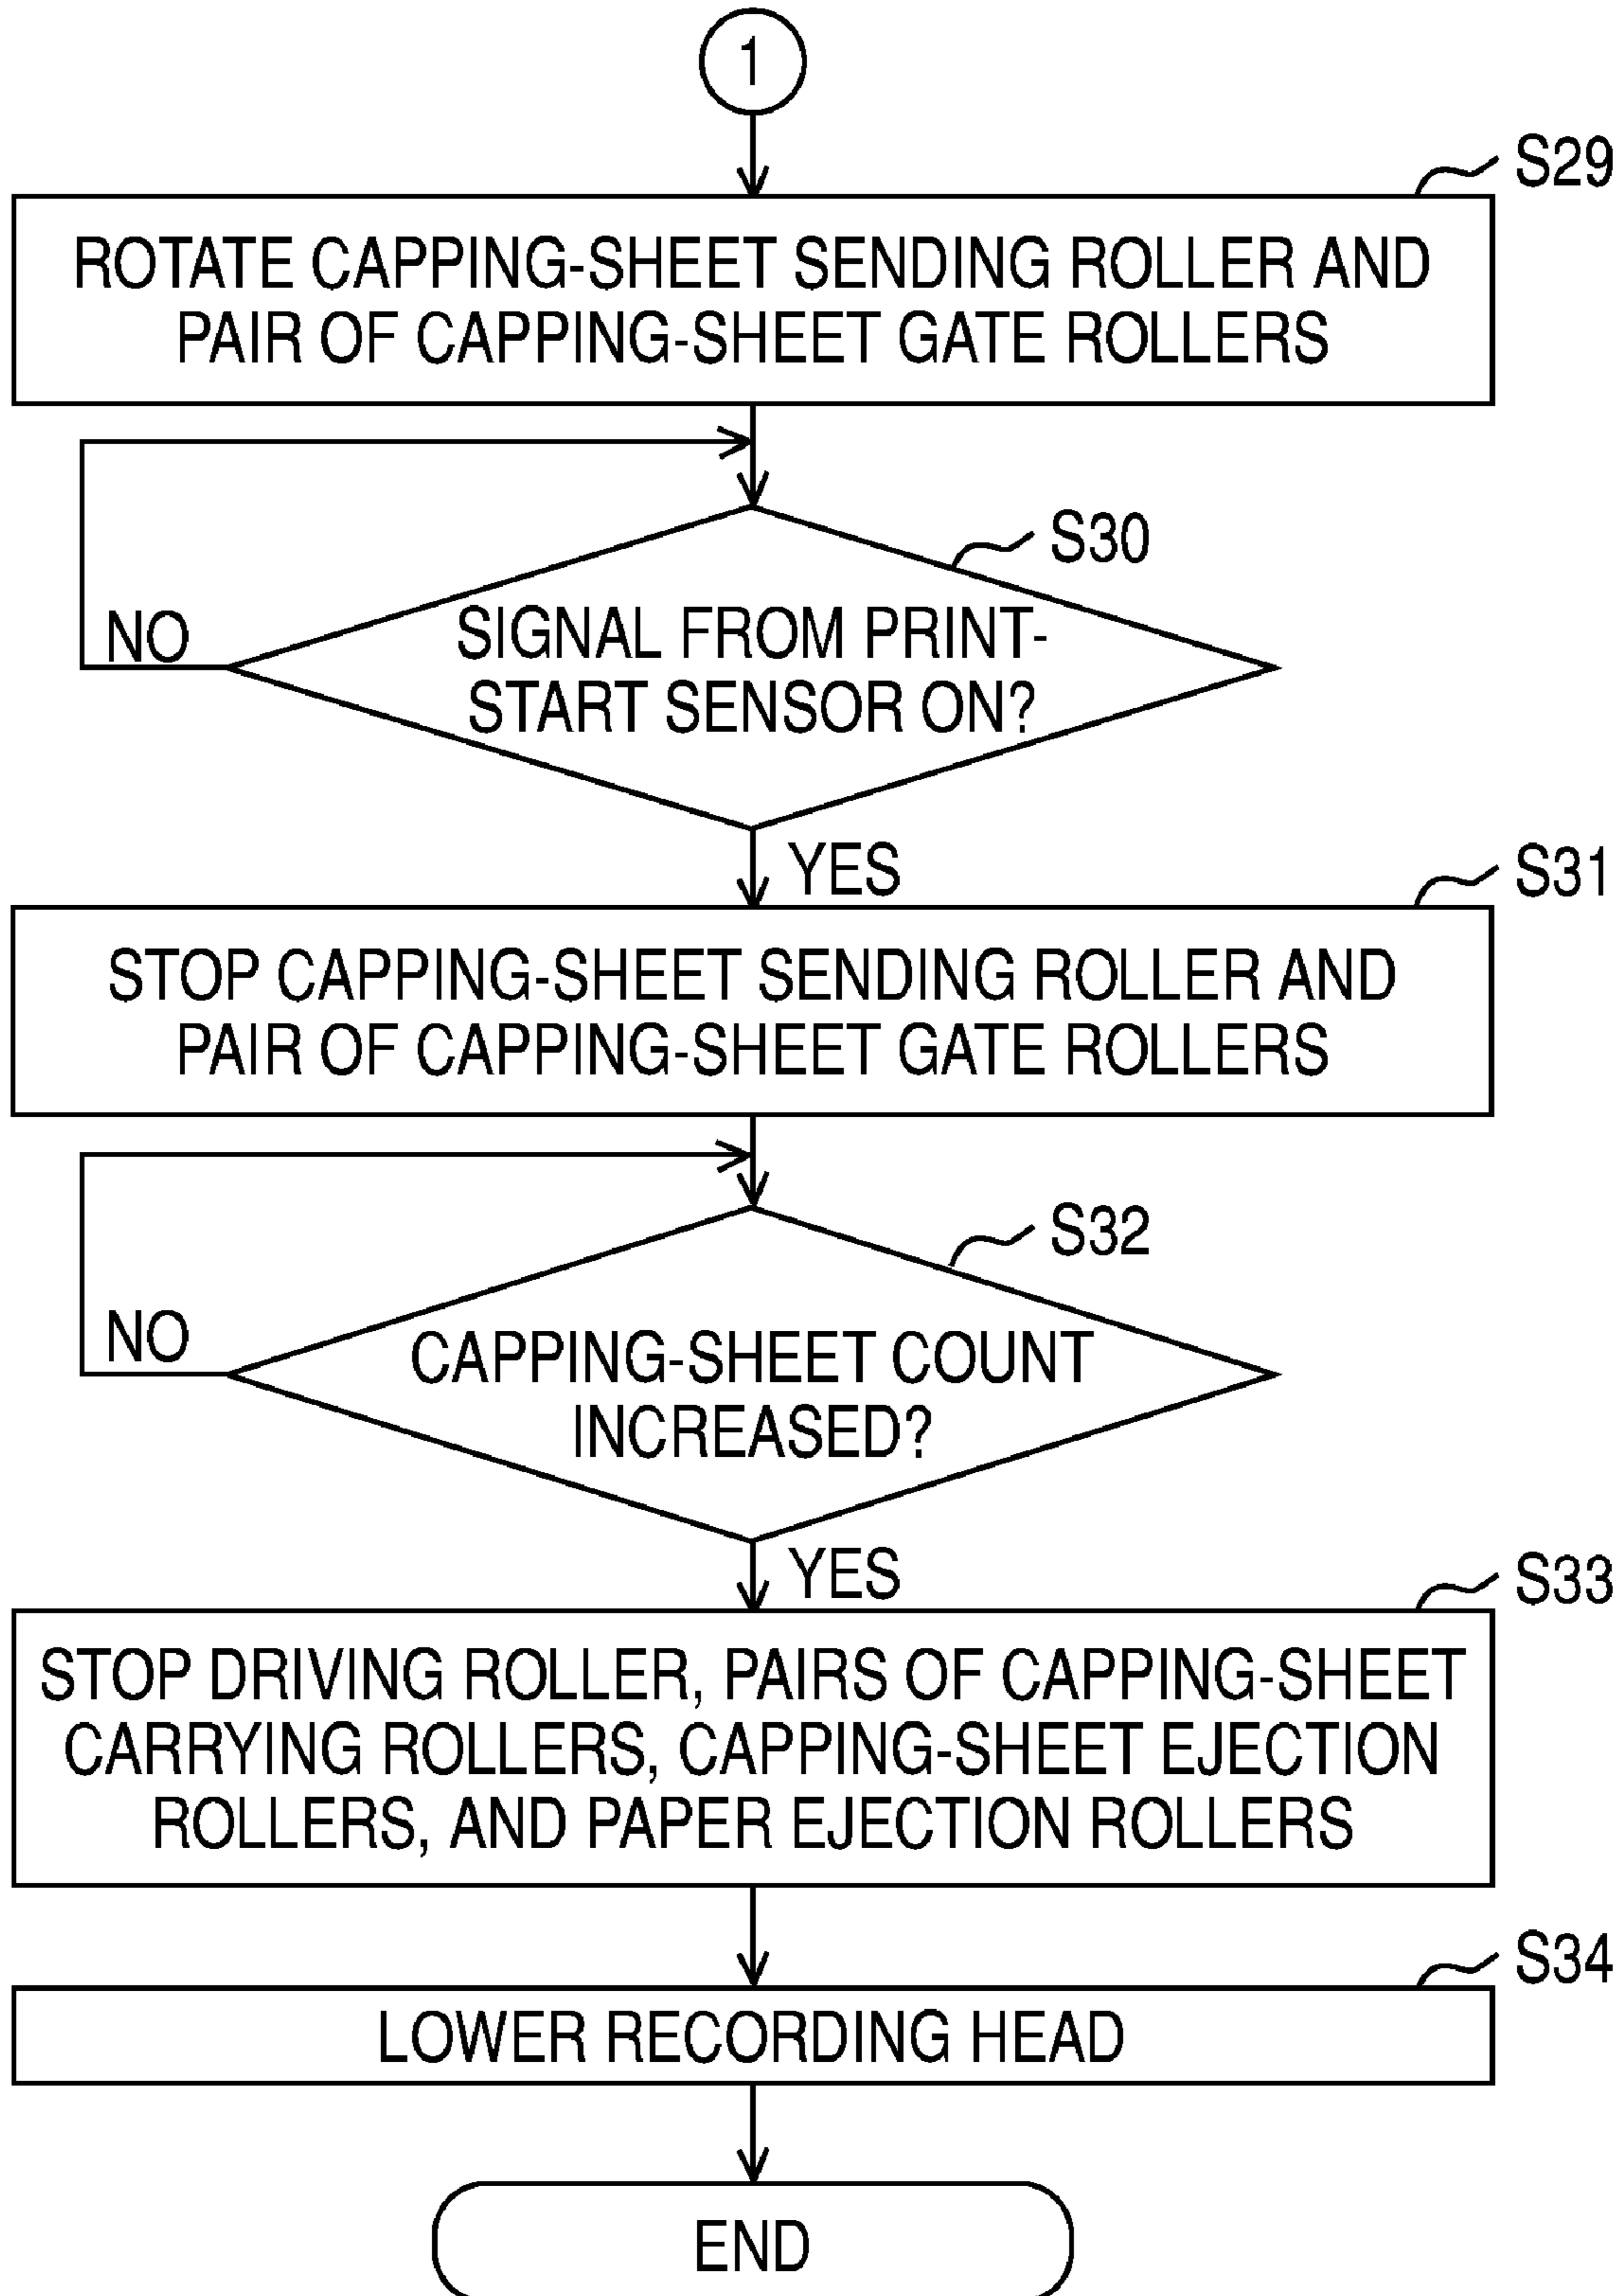 1
S29
ROTATE CAPPING-SHEET SENDING ROLLER AND
PAIR OF CAPPING-SHEET GATE ROLLERS
S30
NO
SIGNAL FROM PRINT-
START SENSOR ON?
YES
S31
STOP CAPPING-SHEET SENDING ROLLER AND
PAIR OF CAPPING-SHEET GATE ROLLERS
S32
NO
CAPPING-SHEET COUNT
INCREASED?
YES
S33
STOP DRIVING ROLLER, PAIRS OF CAPPING-SHEET
CARRYING ROLLERS, CAPPING-SHEET EJECTION
ROLLERS, AND PAPER EJECTION ROLLERS
S34
LOWER RECORDING HEAD
END